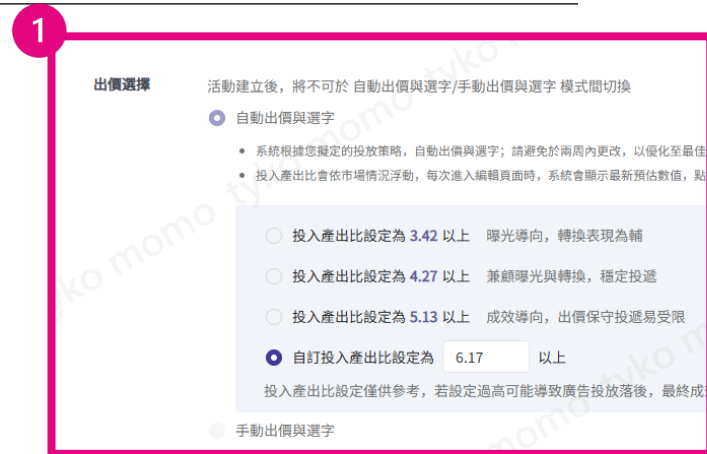 1
出價選擇 活動建立後，將不可於 自動出價與選字/手動出價與選字 模式間切換
自動出價與選字
系統根據您擬定的投放策略，自動出價與選字；請避免於兩周內更改，以優化至最佳
投入產出比會依市場情況浮動，每次進入編輯頁面時，系統會顯示最新預估數值，點
投入產出比設定為 3.42 以上 曝光導向，轉換表現為輔
投入產出比設定為 4.27 以上 兼顧曝光與轉換，穩定投遞
投入產出比設定為 5.13 以上 成效導向，出價保守投遞易受限
自訂投入產出比設定為 6.17 以上
投入產出比設定僅供參考，若設定過高可能導致廣告投放落後，最終成
手動出價與選字
tyko momo tyko momo
tyko momo
momo tyko m